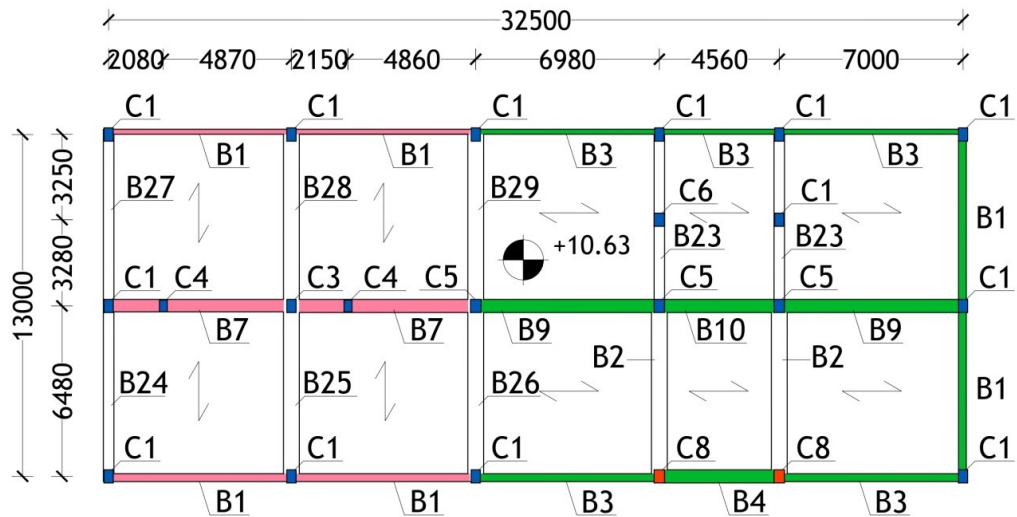 32500
2080 4870 2150 4860 6980 4560 7000
C1 C1 C1 C1 C1 C1
B1 B1 B3 B3 B3
3250
B27 B28 B29 C6 C1
B1
+10.63 B23 B23
3280
13000
C1 C4 C3 C4 C5 C5 C5 C1
B7 B7 B9 B10 B9
B2 B2
6480
B24 B25 B26 B1
C1 C1 C1 C8 C8 C1
B1 B1 B3 B4 B3